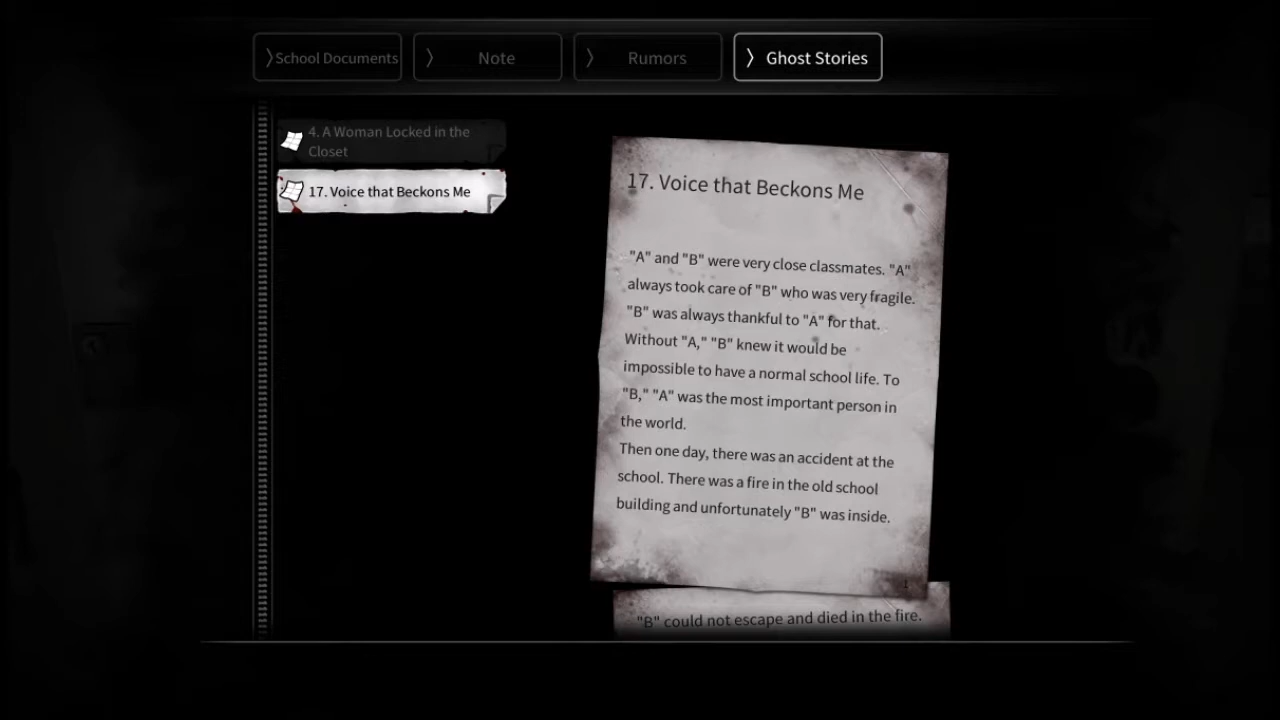 School Documents
Note
Rumors
Ghost Stories
4. A Woman Locked in the
Closet
17. Voice that Beckons Me
17. Voice that Beckons Me
"A" and "B" were very close classmates. "A"
always took care of "B" who was very fragile.
"B" was always thankful to "A" for that.
Without "A," "B" knew it would be
impossible to have a normal school life. To
"B," "A" was the most important person in
the world.
Then one day, there was an accident at the
school. There was a fire in the old school
building and unfortunately "B" was inside.
1
"B" could not escape and died in the fire.